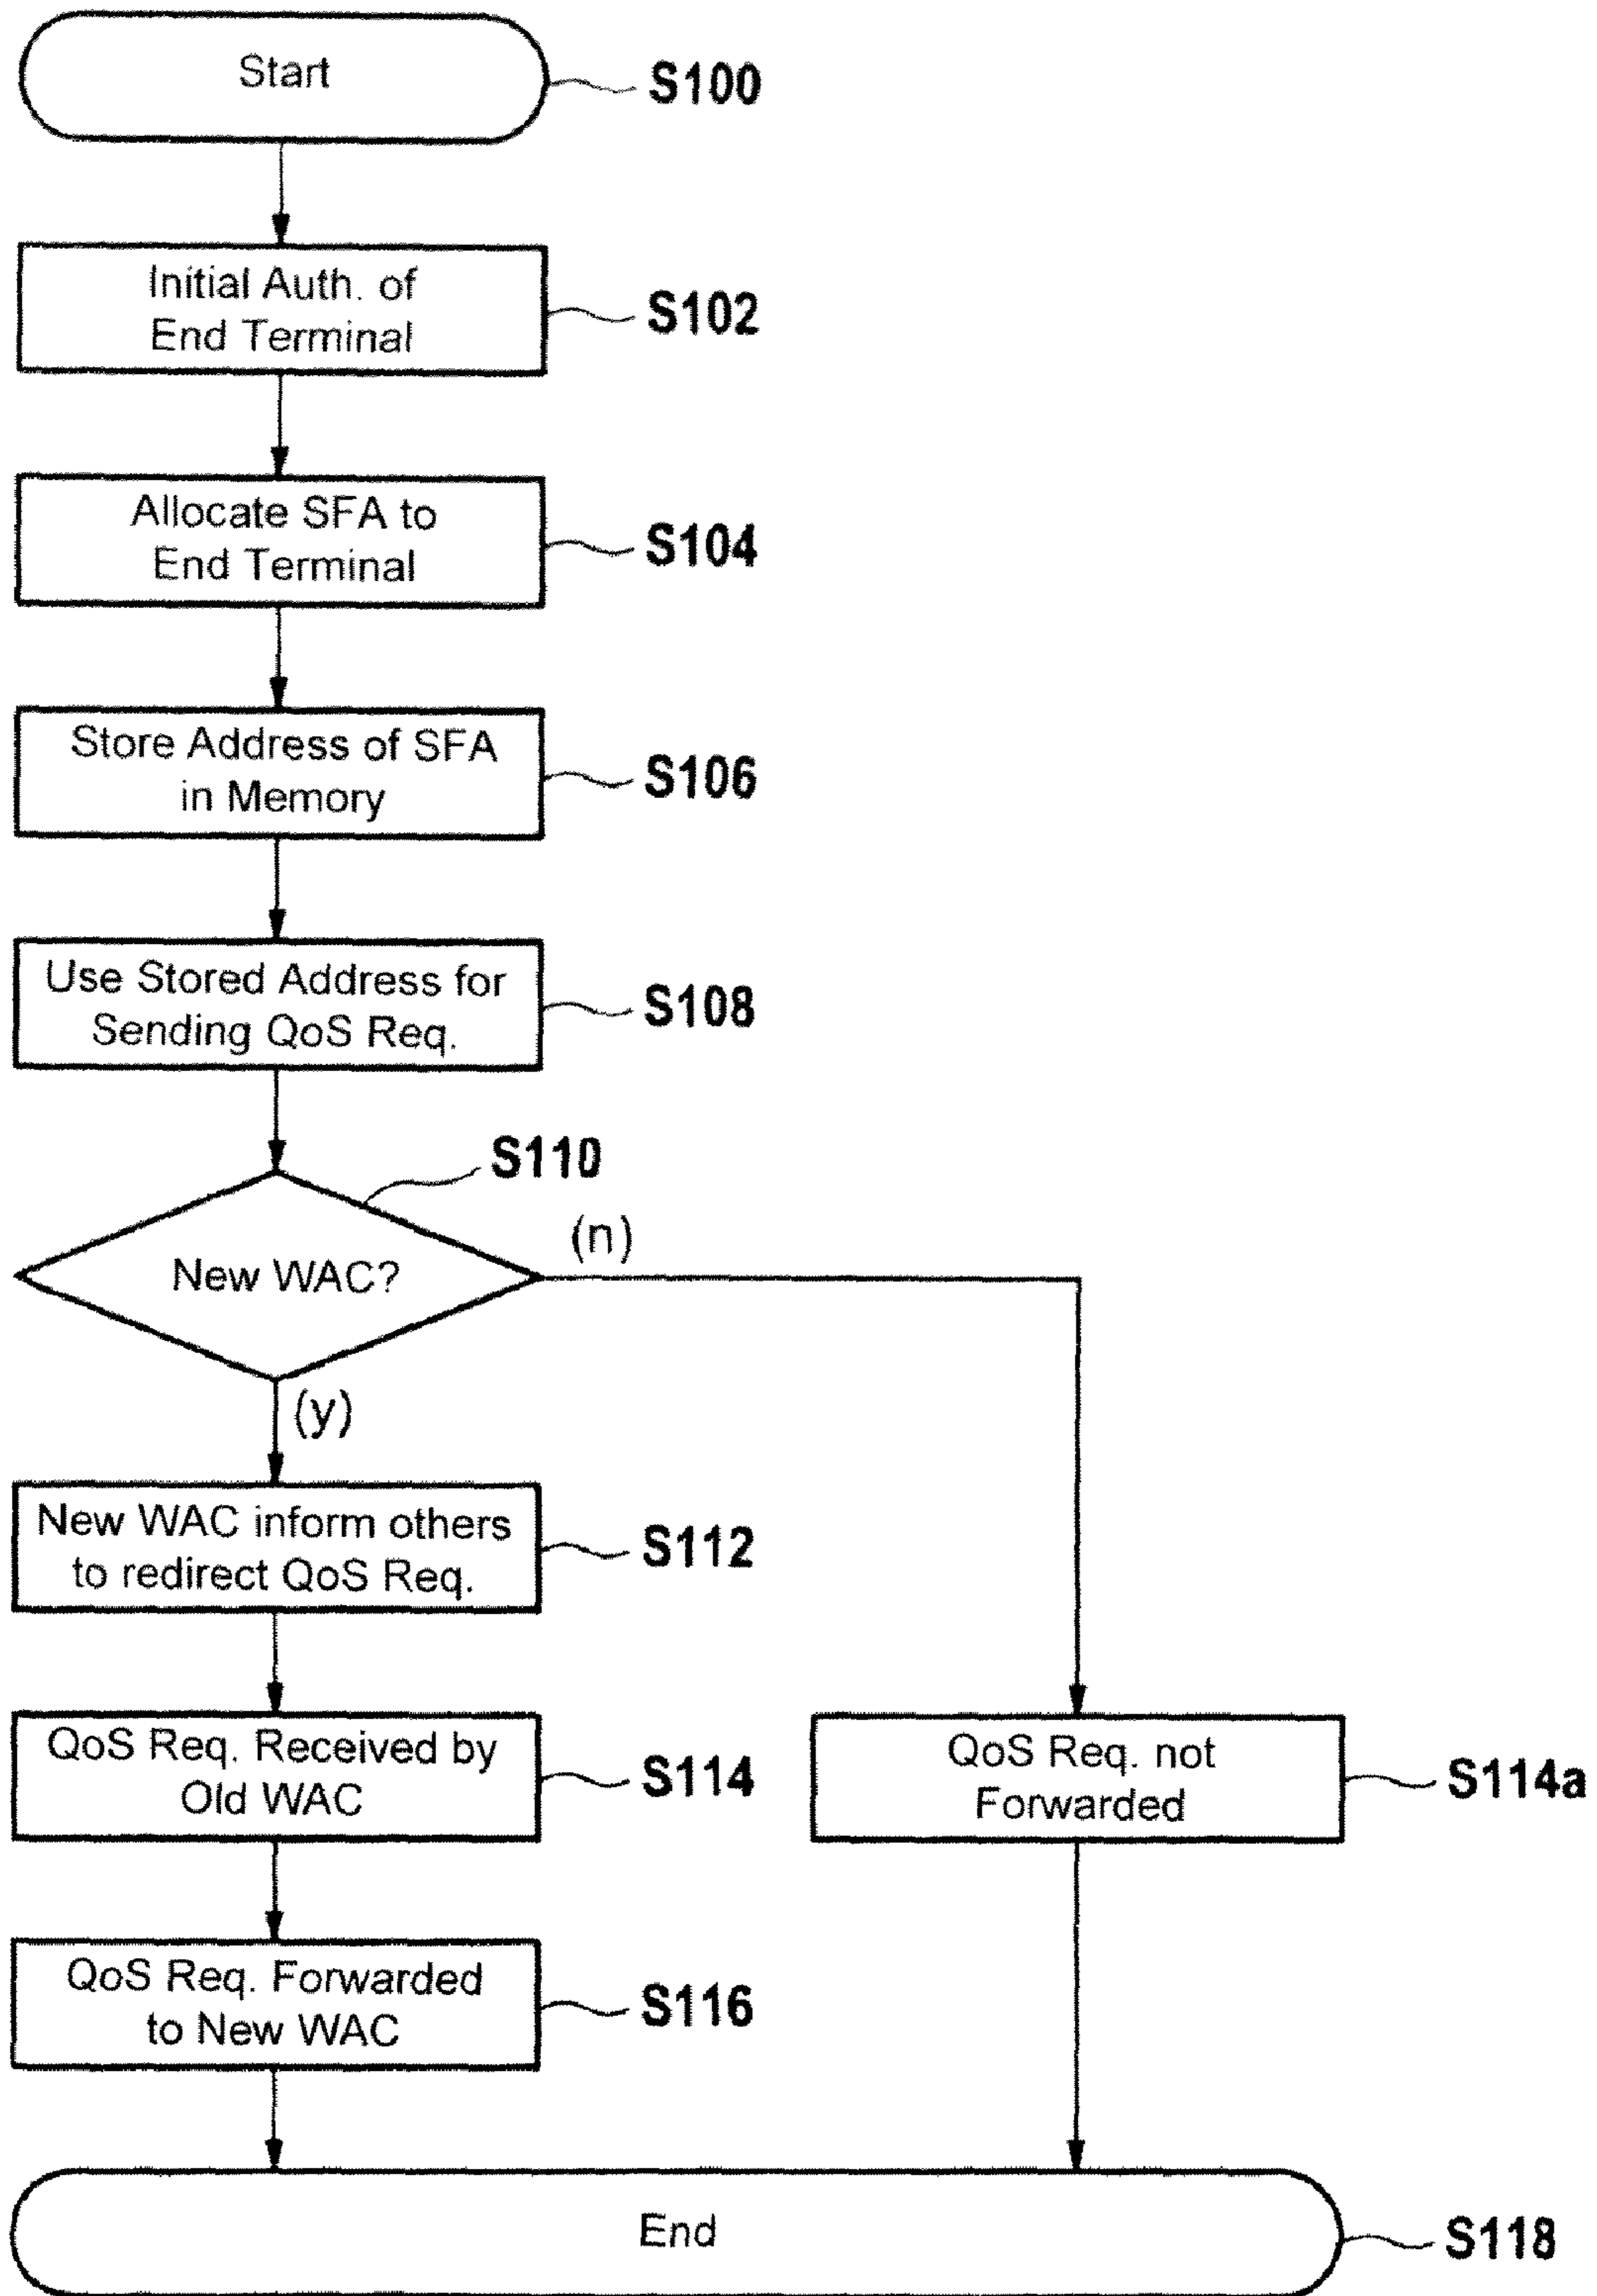 Start
S100
Initial Auth. of
End Terminal
S102
Allocate SFA to
End Terminal
S104
Store Address of SFA
in Memory
S106
Use Stored Address for
Sending QoS Req.
S108
S110
New WAC?
(n)
(y)
New WAC inform others
to redirect QoS Req.
S112
QoS Req. Received by
Old WAC
S114
QoS Req. not
Forwarded
S114a
QoS Req. Forwarded
to New WAC
S116
End
S118